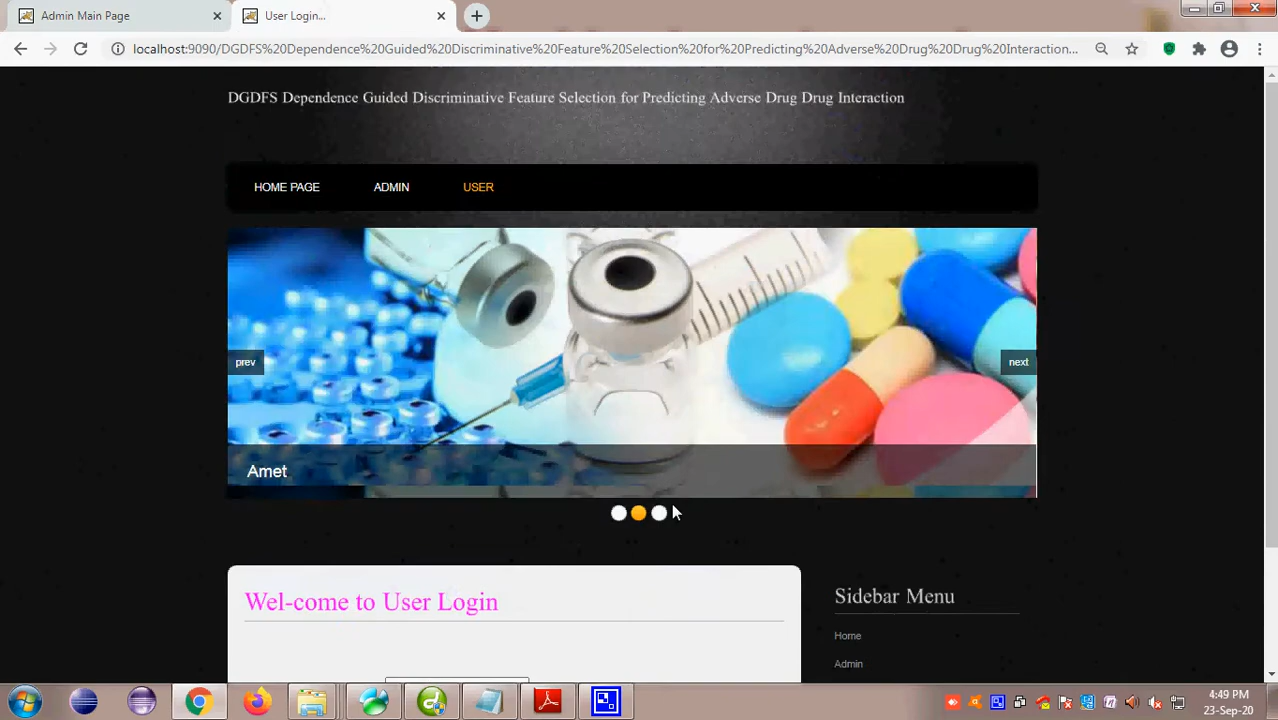 Admin Main Page
User Login...
localhost:9090/DGDFS%20Dependence%20Guided%20Discriminative%20Feature%20Selection%20for%20Predicting%20Adverse%20Drug%20Drug%20Interaction...
DGDFS Dependence Guided Discriminative Feature Selection for Predicting Adverse Drug Drug Interaction
HOME PAGE ADMIN USER
prev
next
Amet
Wel-come to User Login
Sidebar Menu
Home
Admin
4:49 PM
23-Sep-20